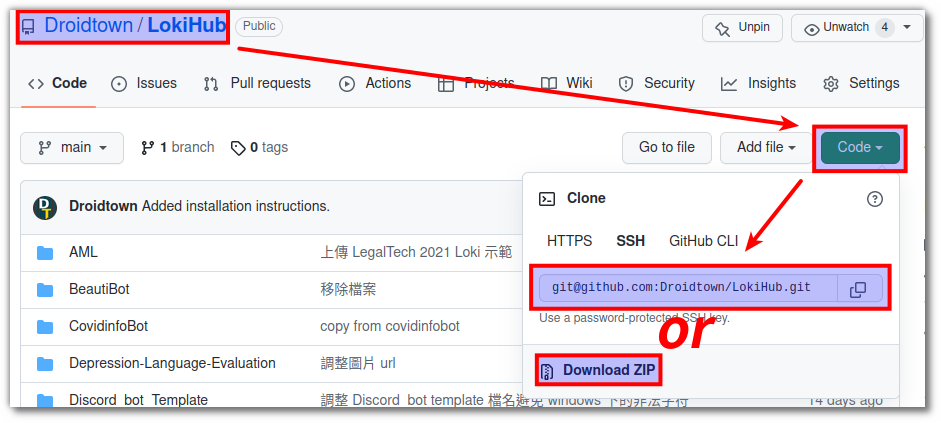 Droidtown / LokiHub Public Unpin Unwatch 4
Code Issues Pull requests Actions Projects Wiki Security Insights Settings
main 1 branch 0 tags Go to file Add file Code
Droidtown Added installation instructions.
Clone
HTTPS SSH GitHub CLI
git@github.com:Droidtown/LokiHub.git
Use a password-protected SSH key.
or
Download ZIP
AML 上傳 LegalTech 2021 Loki 示範
BeautiBot 移除檔案
CovidinfoBot copy from covidinfobot
Depression-Language-Evaluation 調整圖片 url
Discord_bot_Template 調整 Discord_bot template 檔名避免 windows 下的非法字符 14 days ago